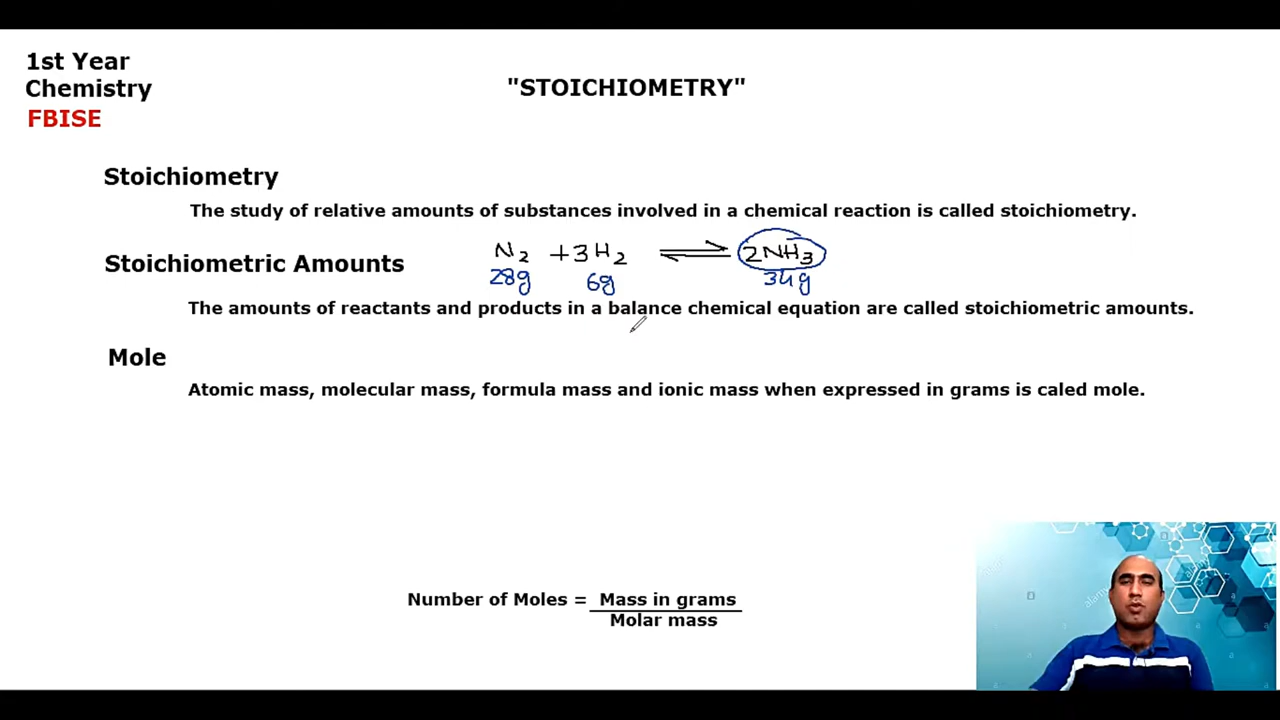 1st Year
Chemistry
FBISE
"STOICHIOMETRY"
Stoichiometry
The study of relative amounts of substances involved in a chemical reaction is called stoichiometry.
N2 + 3H2 ⇌ 2NH3
Stoichiometric Amounts
28g 6g 34g
The amounts of reactants and products in a balance chemical equation are called stoichiometric amounts.
Mole
Atomic mass, molecular mass, formula mass and ionic mass when expressed in grams is caled mole.
Number of Moles = Mass in grams
Molar mass